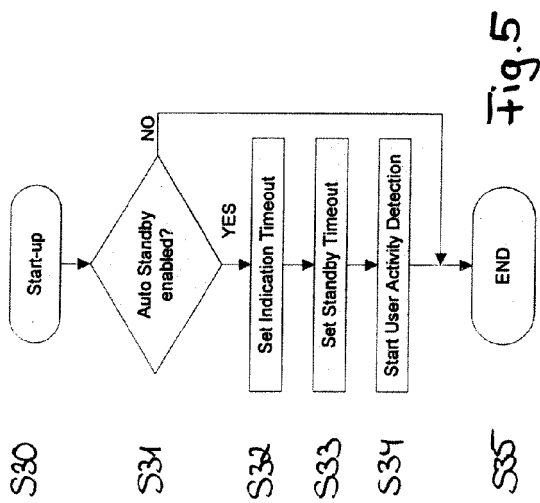 S30
Start-up
S31
Auto Standby
enabled?
NO
YES
S32
Set Indication Timeout
S33
Set Standby Timeout
S34
Start User Activity Detection
S35
END
Fig.5